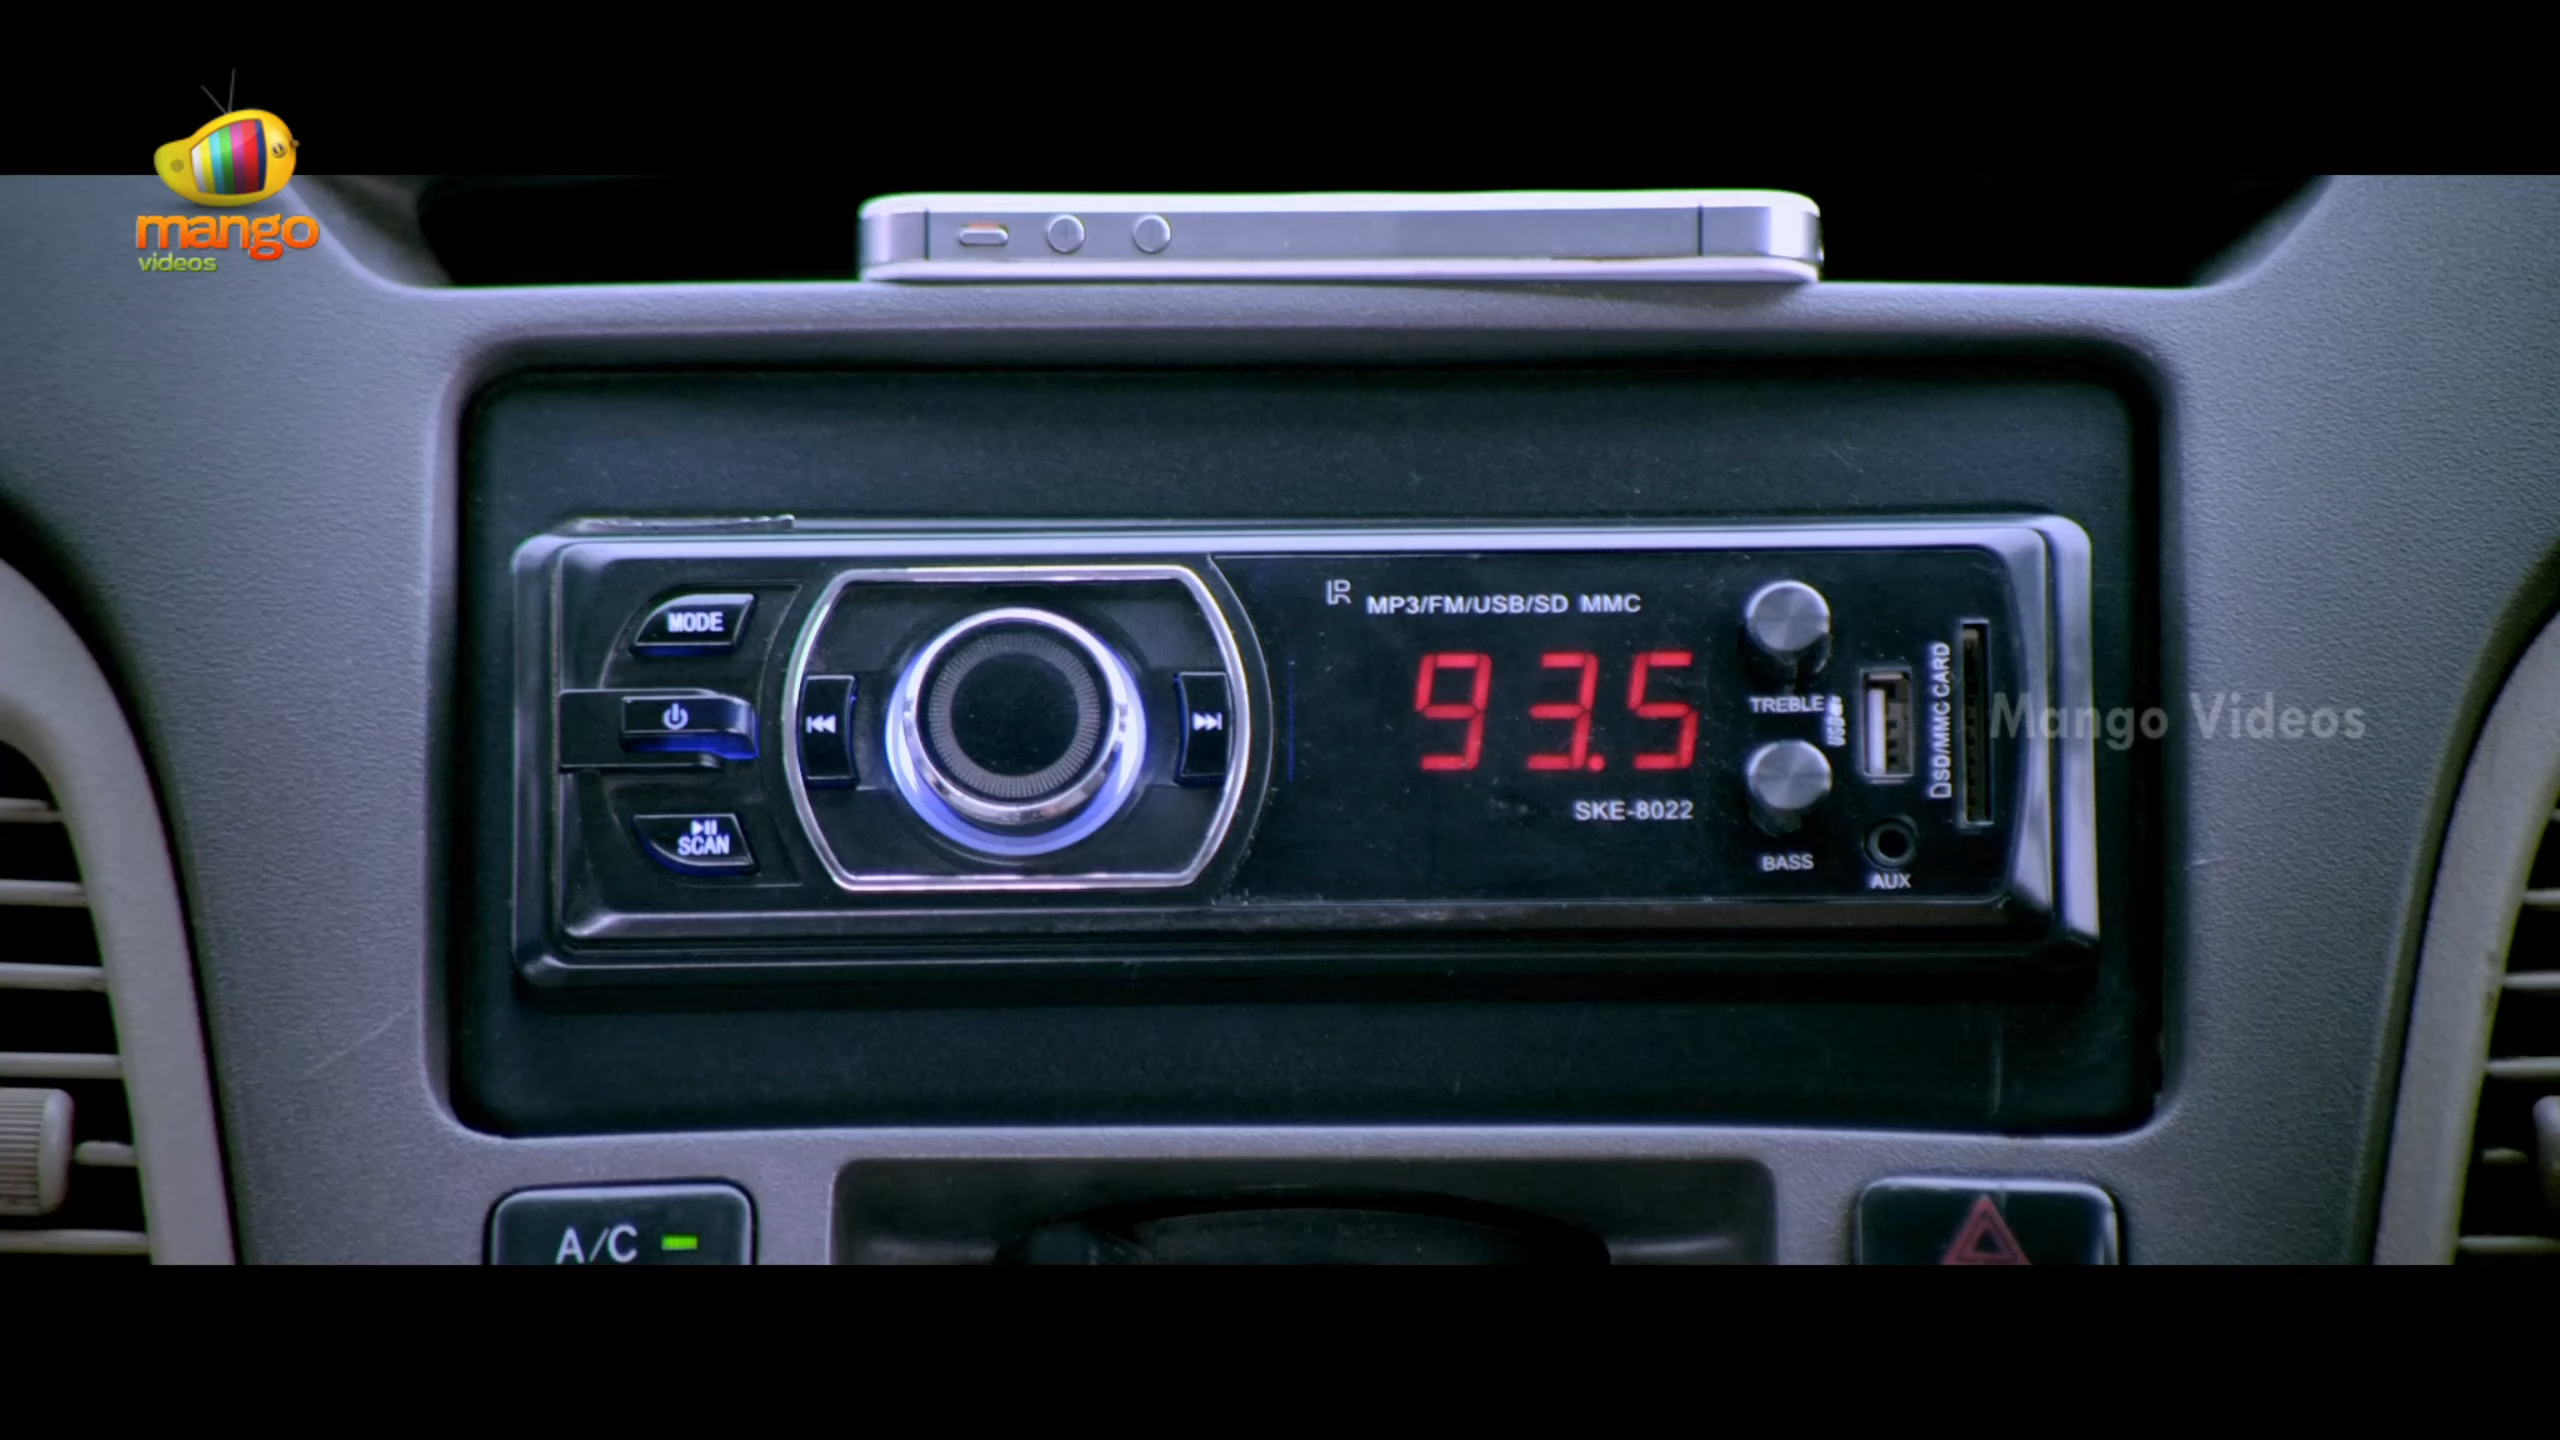 mango
videos
MODE
MP3/FM/USB/SD MMC
93.5
SKE-8022
SCAN
TREBLE
BASS
AUX
SD/MMC CARD
Mango Videos
A/C